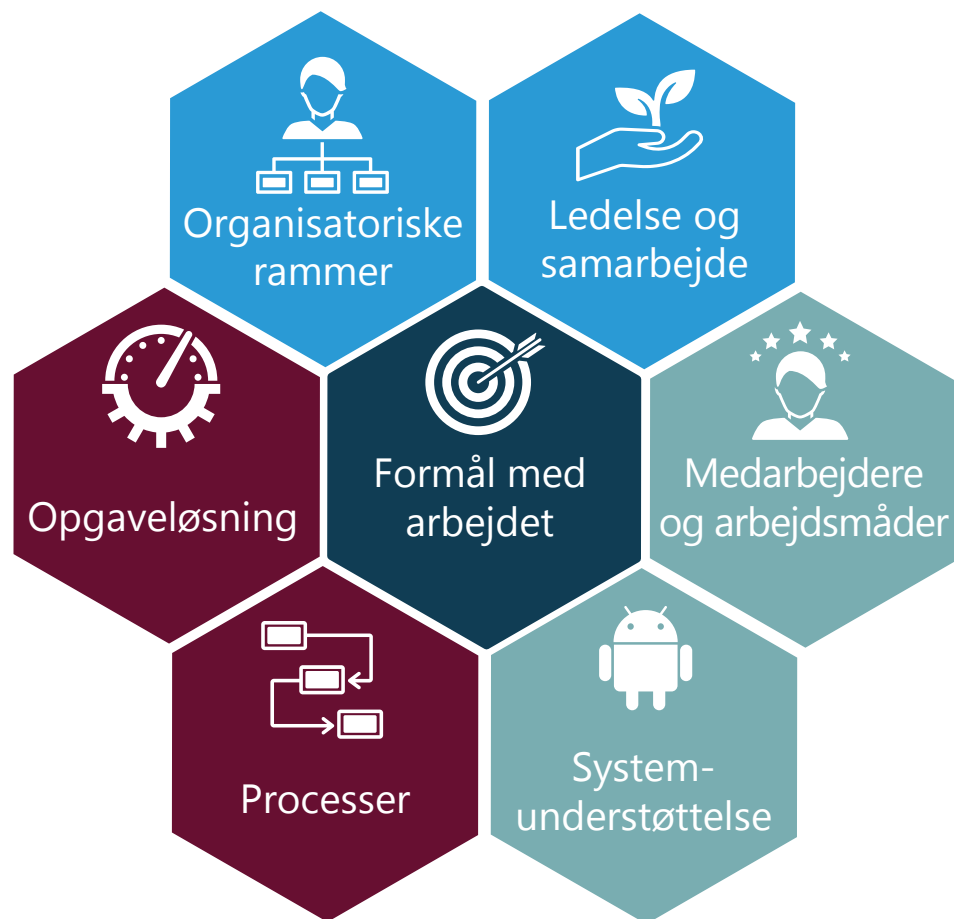 Organisatoriske
rammer
Ledelse og
samarbejde
Opgaveløsning
Formål med
arbejdet
Medarbejdere
og arbejdsmåder
Processer
System-
understøttelse